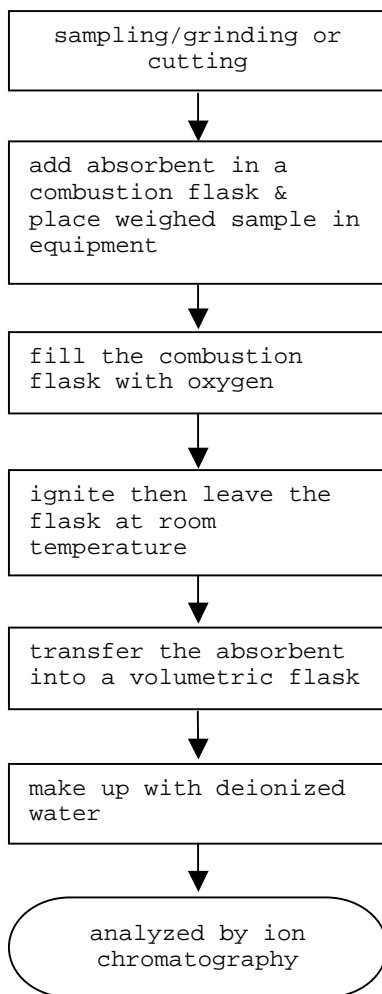 sampling/grinding or
cutting
add absorbent in a
combustion flask &
place weighed sample in
equipment
fill the combustion
flask with oxygen
ignite then leave the
flask at room
temperature
transfer the absorbent
into a volumetric flask
make up with deionized
water
analyzed by ion
chromatography